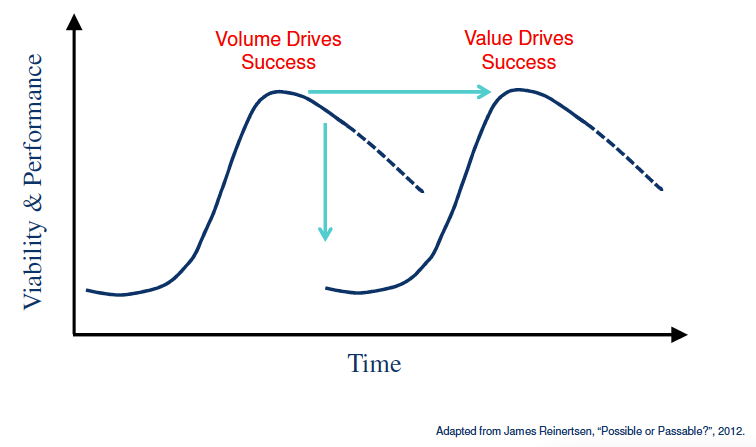 Volume Drives
Success
Value Drives
Success
Viability & Performance
Time
Adapted from James Reinertsen, “Possible or Passable?”, 2012.